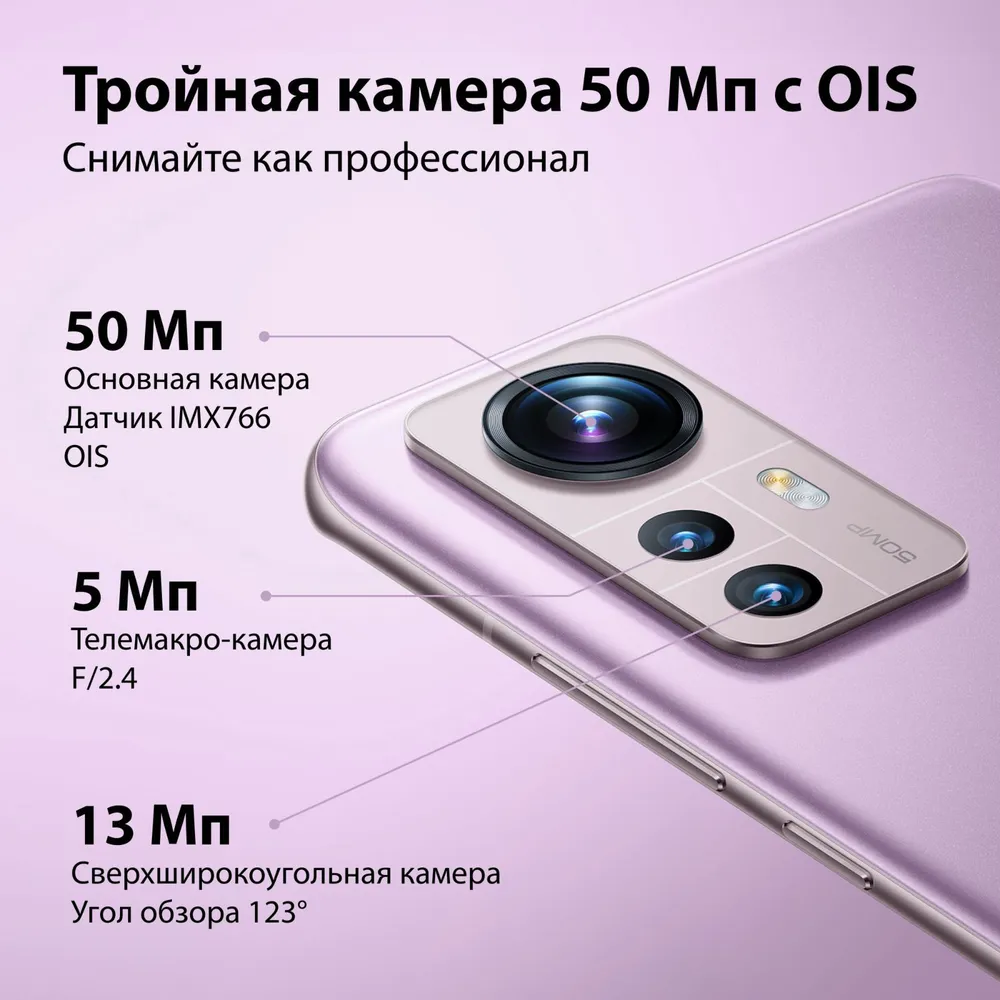 Тройная камера 50 Мп с OIS
Снимайте как профессионал
50 Мп
Основная камера
Датчик IMX766
OIS
50MP
5 Мп
Телемакро-камера
F/2.4
13 Мп
Сверхширокоугольная камера
Угол обзора 123°